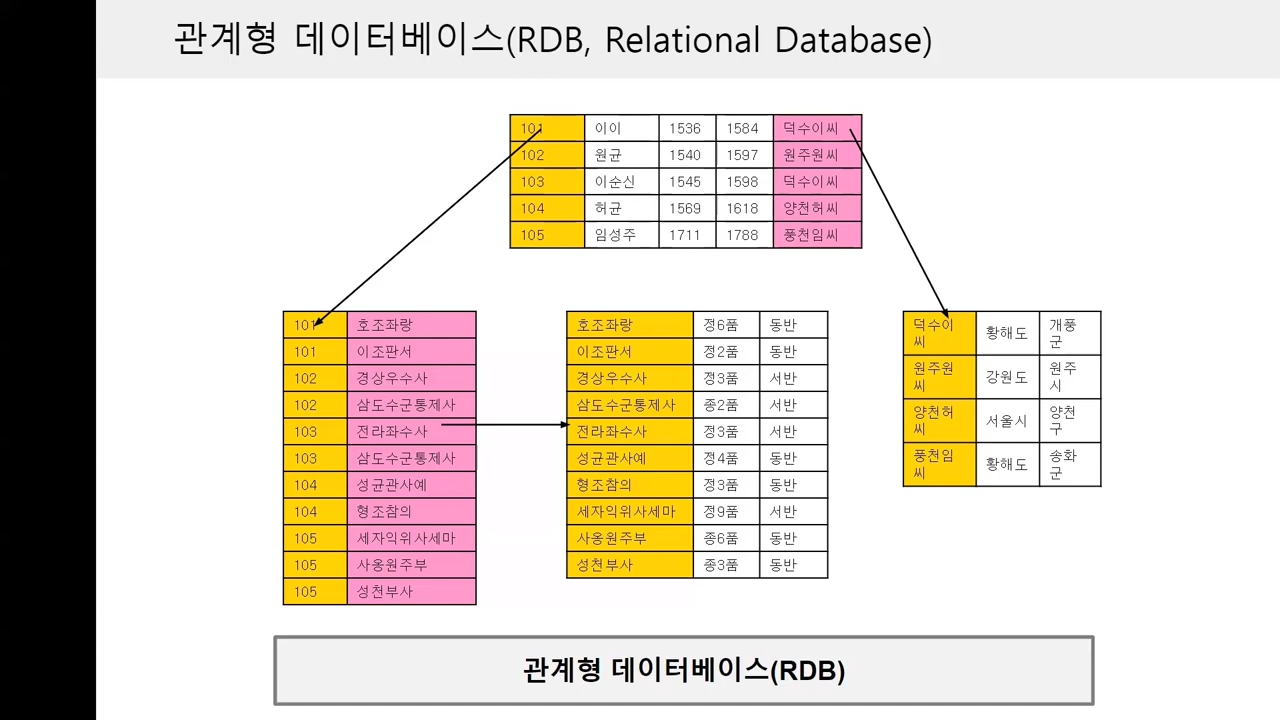 관계형 데이터베이스(RDB, Relational Database)
101 이이 1536 1584 덕수이씨
102 원균 1540 1597 원주원씨
103 이순신 1545 1598 덕수이씨
104 허균 1569 1618 양천허씨
105 임성주 1711 1788 풍천임씨
101 호조좌랑
101 이조판서
102 경상우수사
102 삼도수군통제사
103 전라좌수사
103 삼도수군통제사
104 성균관사예
104 형조참의
105 세자익위사세마
105 사옹원주부
105 성천부사
호조좌랑 정6품 동반
이조판서 정2품 동반
경상우수사 정3품 서반
삼도수군통제사 종2품 서반
전라좌수사 정3품 서반
성균관사예 정4품 동반
형조참의 정3품 동반
세자익위사세마 정9품 서반
사옹원주부 종6품 동반
성천부사 종3품 동반
덕수이
씨 황해도 개풍
군
원주원
씨 강원도 원주
시
양천허
씨 서울시 양천
구
풍천임
씨 황해도 송화
군
관계형 데이터베이스(RDB)